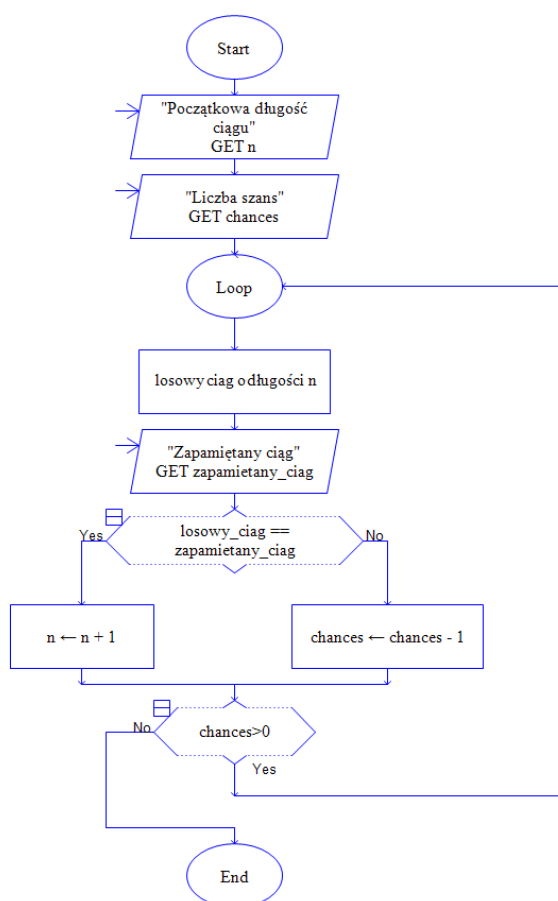 Start
"Początkowa długość
ciągu"
GET n
"Liczba szans"
GET chances
Loop
losowy ciag o długości n
"Zapamiętany ciąg"
GET zapamietany_ciag
Yes
losowy_ciag ==
zapamietany_ciag
No
n ← n + 1
chances ← chances - 1
No
chances>0
Yes
End